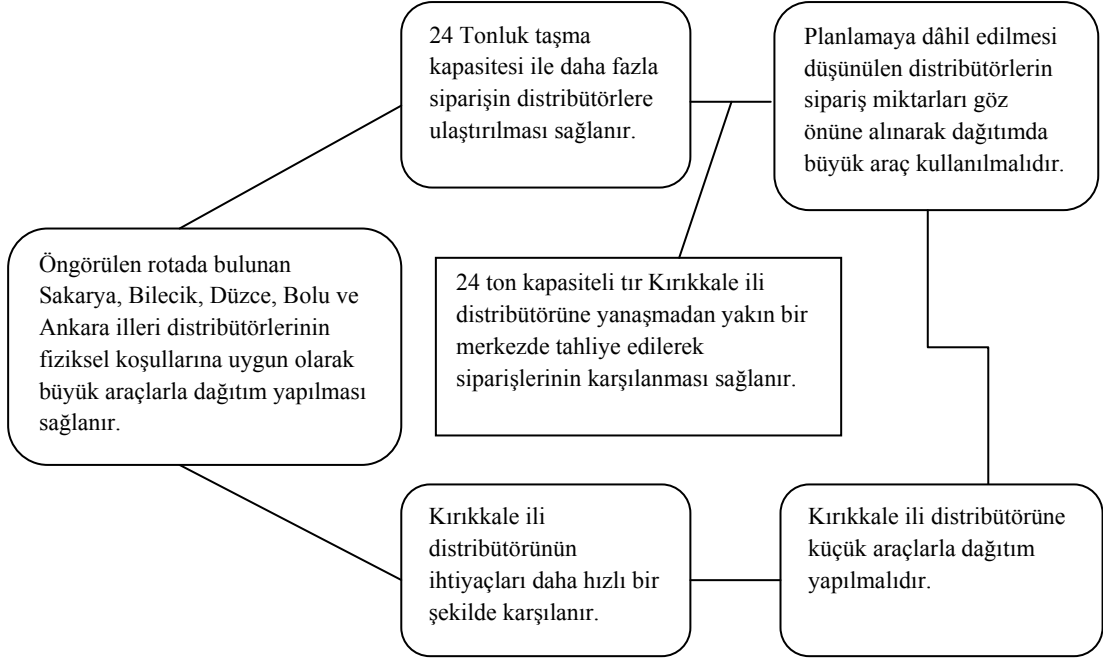 24 Tonluk taşma
kapasitesi ile daha fazla
siparişin distribütörlere
ulaştırılması sağlanır.
Planlamaya dâhil edilmesi
düşünülen distribütörlerin
sipariş miktarları göz
önüne alınarak dağıtımda
büyük araç kullanılmalıdır.
Öngörülen rotada bulunan
Sakarya, Bilecik, Düzce, Bolu ve
Ankara illeri distribütörlerinin
fiziksel koşullarına uygun olarak
büyük araçlarla dağıtım yapılması
sağlanır.
24 ton kapasiteli tır Kırıkkale ili
distribütörüne yanaşmadan yakın bir
merkezde tahliye edilerek
siparişlerinin karşılanması sağlanır.
Kırıkkale ili
distribütörünün
ihtiyaçları daha hızlı bir
şekilde karşılanır.
Kırıkkale ili distribütörüne
küçük araçlarla dağıtım
yapılmalıdır.